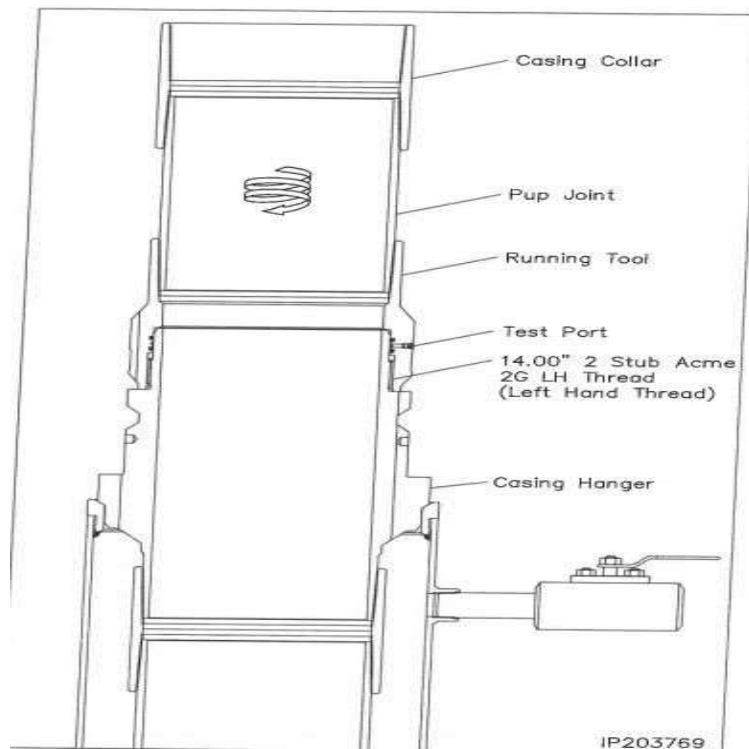 Casing Collar
Pup Joint
Running Tool
Test Port
14.00" 2 Stub Acme
2G LH Thread
(Left Hand Thread)
Casing Hanger
IP203769